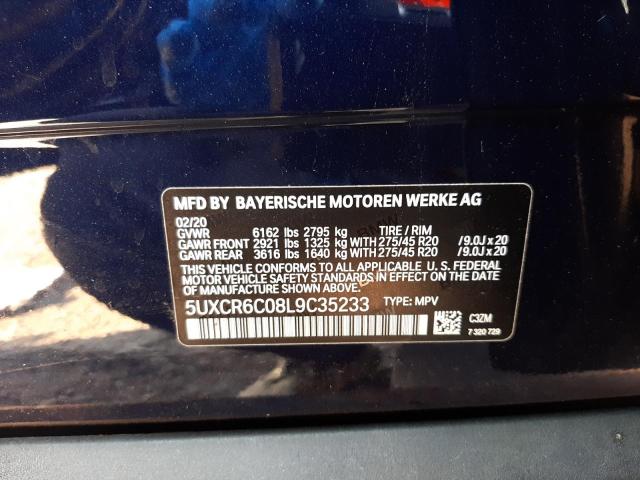 MFD BY BAYERISCHE MOTOREN WERKE AG
02/20
GVWR 6162 lbs 2795 kg TIRE / RIM
GAWR FRONT 2921 lbs 1325 kg WITH 275/45 R20 /9.0J x 20
GAWR REAR 3616 lbs 1640 kg WITH 275/45 R20 /9.0J x 20
THIS VEHICLE CONFORMS TO ALL APPLICABLE U. S. FEDERAL
MOTOR VEHICLE SAFETY STANDARDS IN EFFECT ON THE DATE
OF MANUFACTURE SHOWN ABOVE.
5UXCR6C08L9C35233 TYPE: MPV
C3ZM
7 320 729